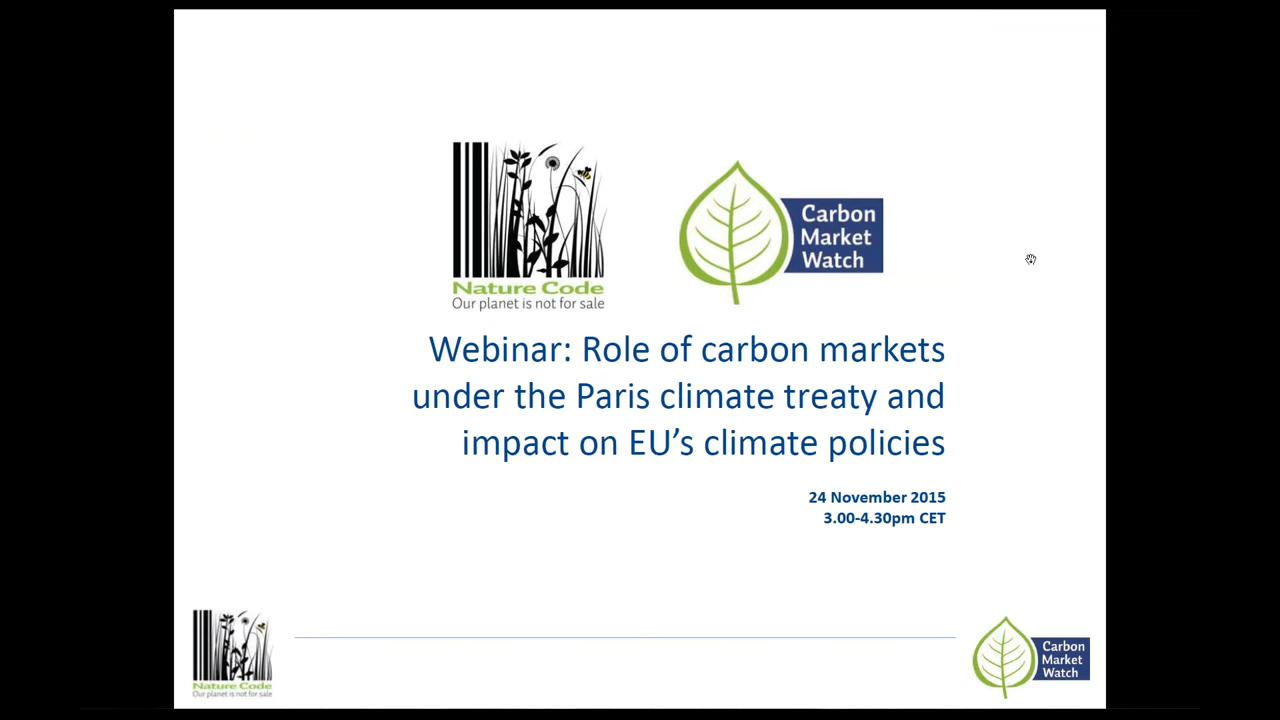 Nature Code
Our planet is not for sale
Carbon
Market
Watch
Webinar: Role of carbon markets
under the Paris climate treaty and
impact on EU’s climate policies
24 November 2015
3.00-4.30pm CET
Nature Code
Our planet is not for sale
Carbon
Market
Watch